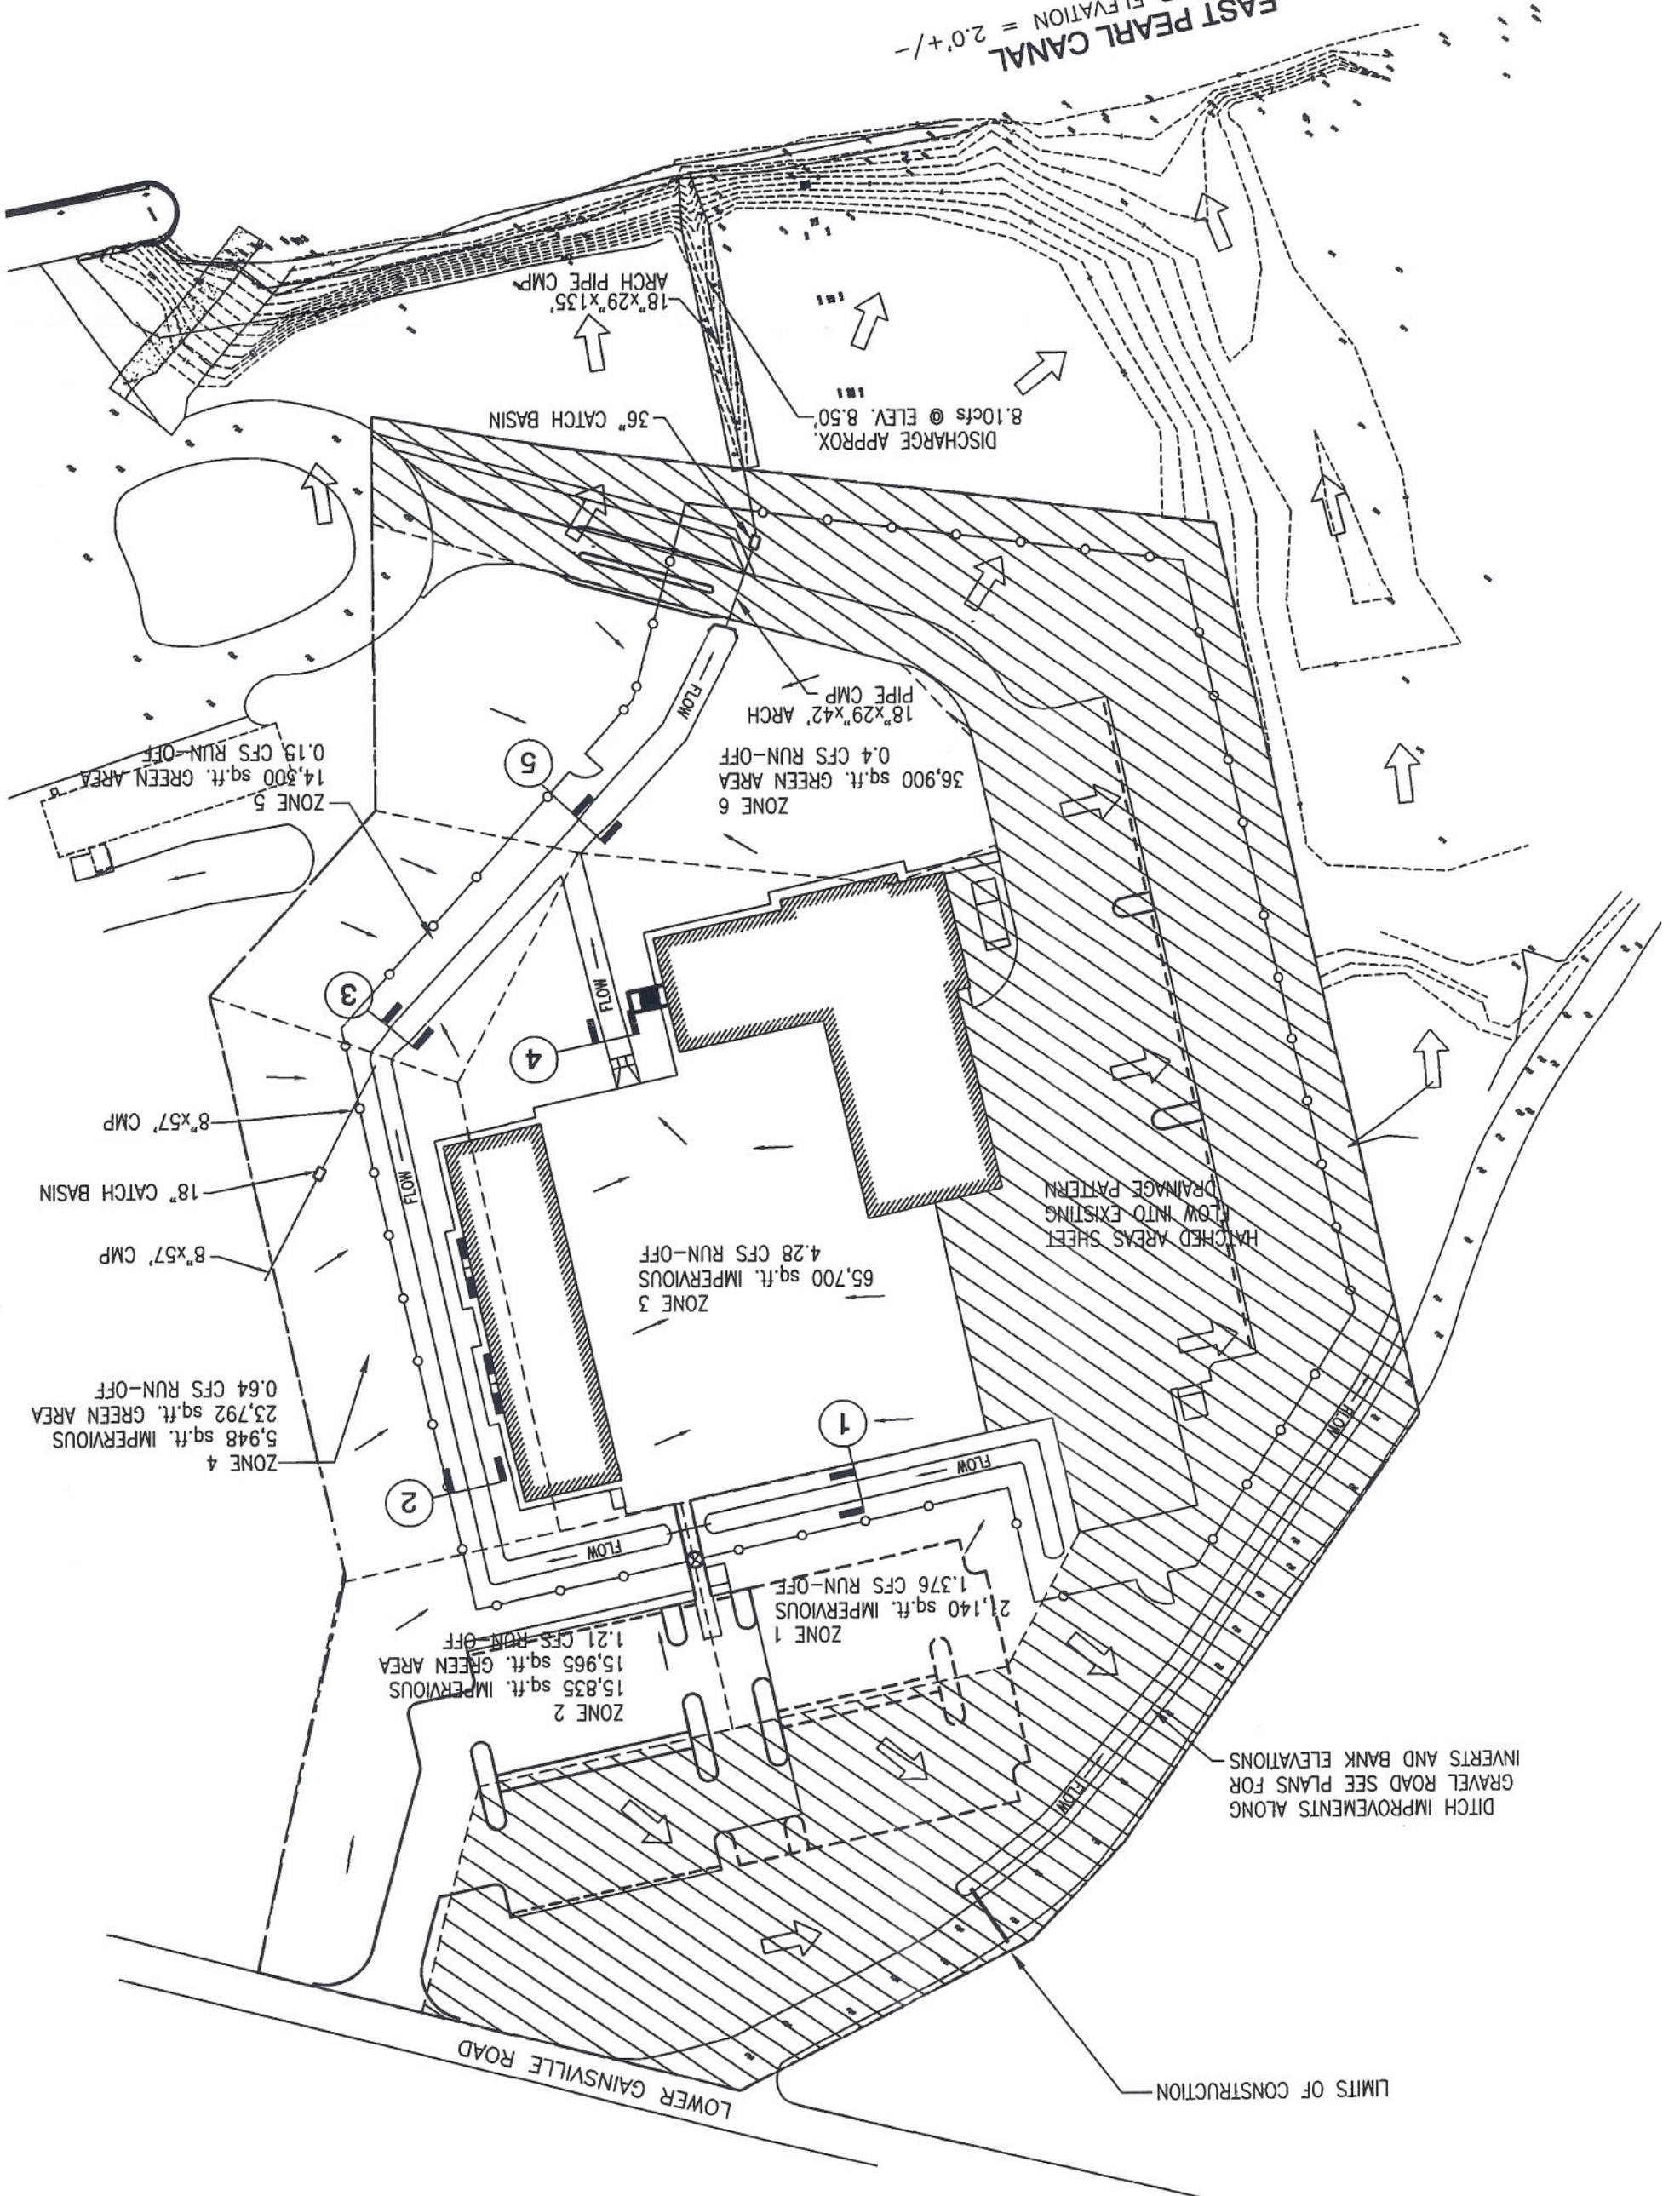 LIMITS OF CONSTRUCTION
LOWER GAINSVILLE ROAD
DITCH IMPROVEMENTS ALONG
GRAVEL ROAD SEE PLANS FOR
INVERTS AND BANK ELEVATIONS
FLOW
ZONE 1
21,140 sq.ft. IMPERVIOUS
1.376 CFS RUN-OFF
ZONE 2
15,835 sq.ft. IMPERVIOUS
15,965 sq.ft. GREEN AREA
1.21 CFS RUN-OFF
FLOW
FLOW
FLOW
1
2
ZONE 4
5,948 sq.ft. IMPERVIOUS
23,792 sq.ft. GREEN AREA
0.64 CFS RUN-OFF
HATCHED AREAS SHEET
FLOW INTO EXISTING
DRAINAGE PATTERN
ZONE 3
65,700 sq.ft. IMPERVIOUS
4.28 CFS RUN-OFF
8"x57' CMP
18" CATCH BASIN
8"x57' CMP
FLOW
4
FLOW
3
ZONE 6
36,900 sq.ft. GREEN AREA
0.4 CFS RUN-OFF
5
ZONE 5
14,300 sq.ft. GREEN AREA
0.15 CFS RUN-OFF
18"x29"x42' ARCH
PIPE CMP
FLOW
DISCHARGE APPROX.
8.10cfs @ ELEV. 8.50'
36" CATCH BASIN
18"x29"x135'
ARCH PIPE CMP
EAST PEARL CANAL
ELEVATION = 2.0'+/-